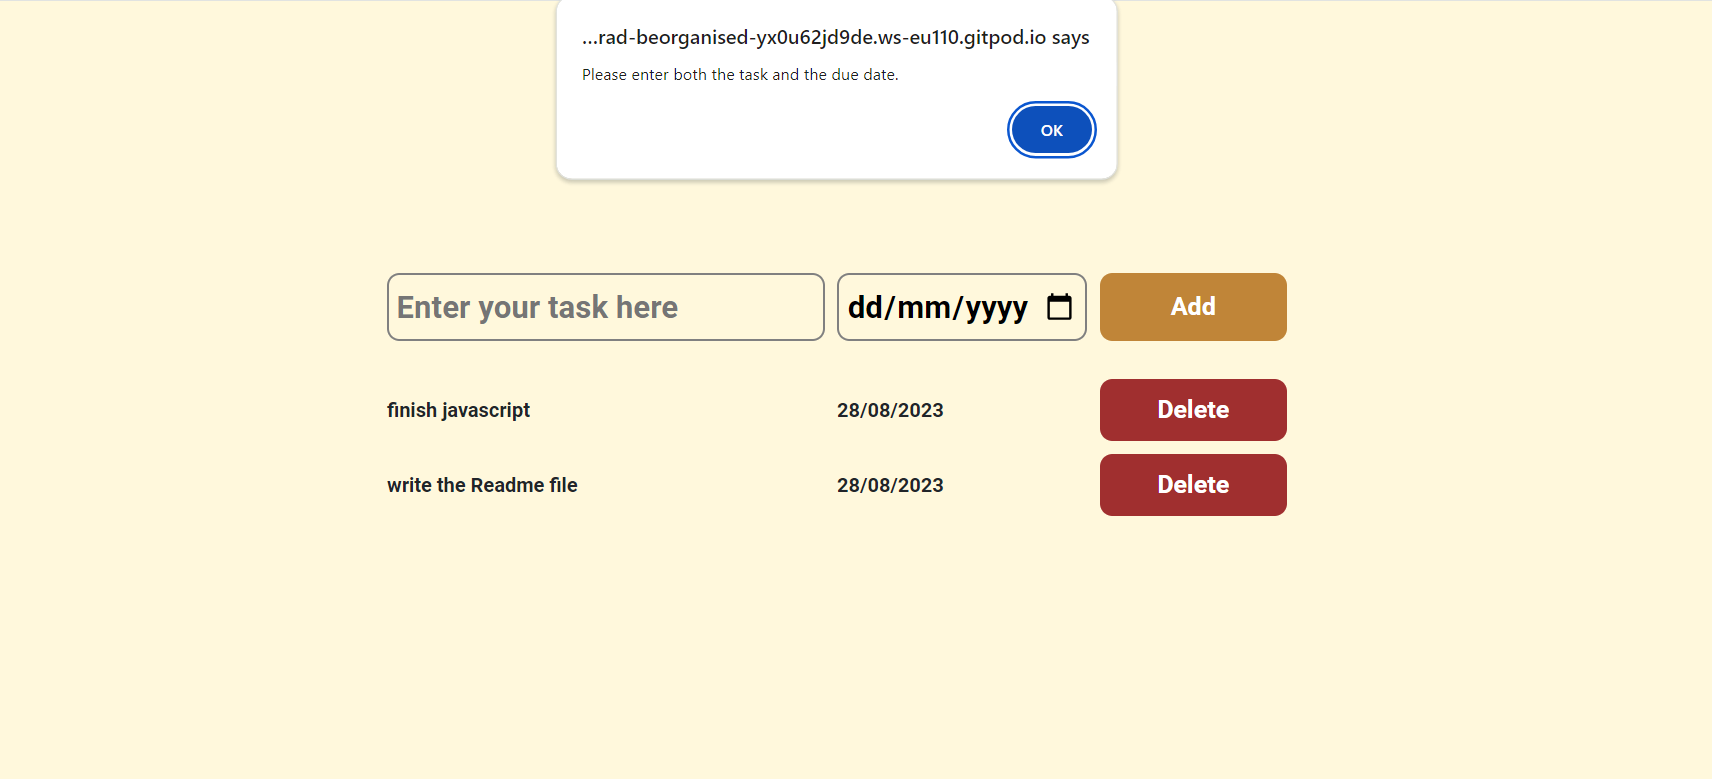 ...rad-beorganised-yx0u62jd9de.ws-eu110.gitpod.io says
Please enter both the task and the due date.
OK
Enter your task here dd/mm/yyyy Add
finish javascript 28/08/2023 Delete
write the Readme file 28/08/2023 Delete